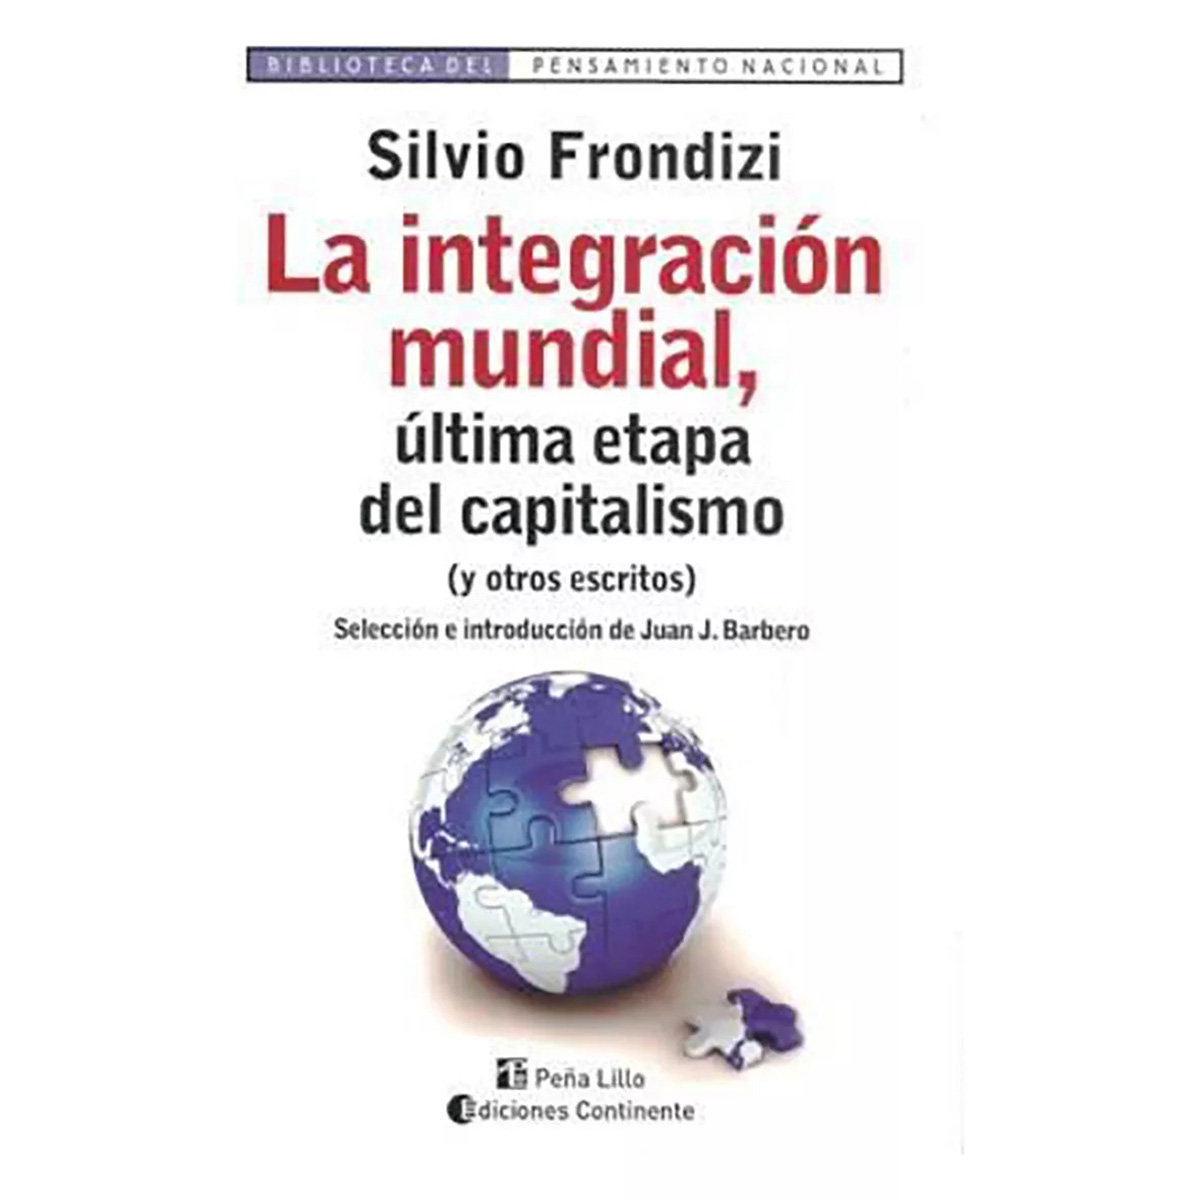 BIBLIOTECA DEL PENSAMIENTO NACIONAL
Silvio Frondizi
La integración
mundial,
última etapa
del capitalismo
(y otros escritos)
Selección e introducción de Juan J. Barbero
Peña Lillo
Ediciones Continente